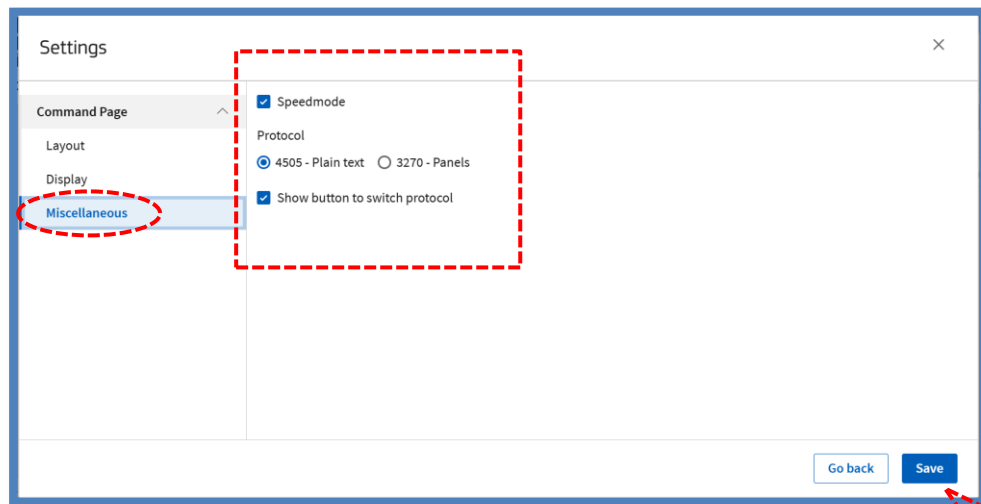 Settings
Command Page
Layout
Display
Miscellaneous
Speedmode
Protocol
4505 - Plain text 3270 - Panels
Show button to switch protocol
Go back Save